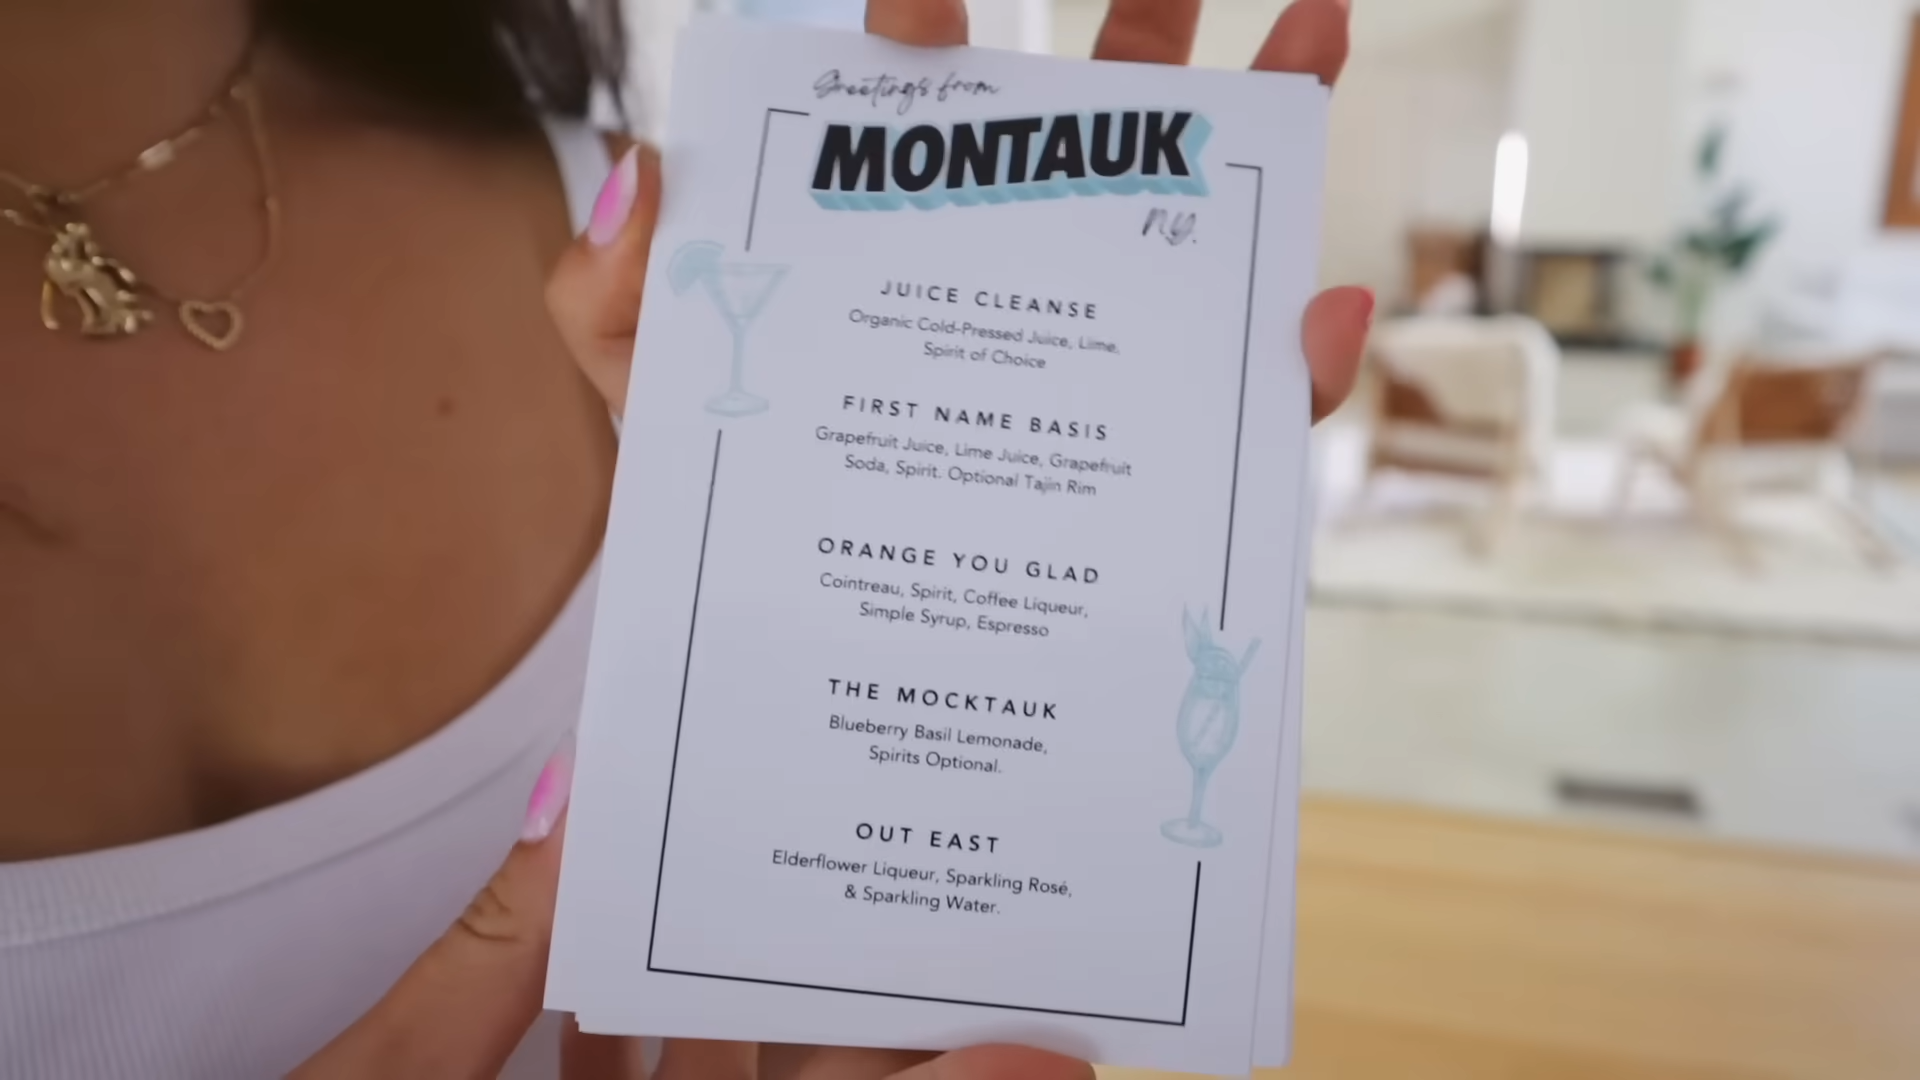 Greetings from
MONTAUK
N.Y.
JUICE CLEANSE
Organic Cold-Pressed Juice, Lime,
Spirit of Choice
FIRST NAME BASIS
Grapefruit Juice, Lime Juice, Grapefruit
Soda, Spirit. Optional Tajin Rim
ORANGE YOU GLAD
Cointreau, Spirit, Coffee Liqueur,
Simple Syrup, Espresso
THE MOCKTAUK
Blueberry Basil Lemonade,
Spirits Optional.
OUT EAST
Elderflower Liqueur, Sparkling Rosé,
& Sparkling Water.